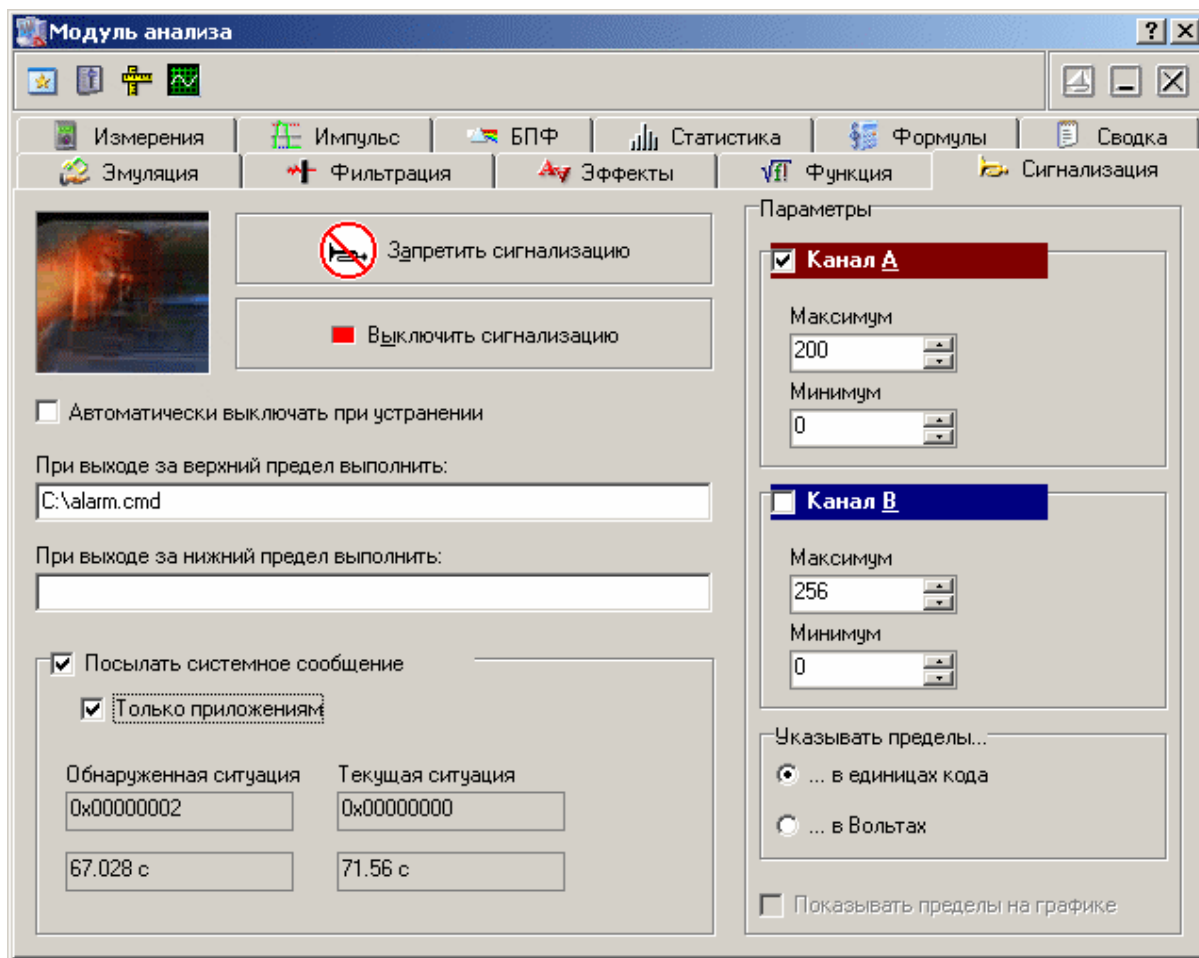 Модуль анализа
Измерения
Импульс
БПФ
Статистика
Формулы
Сводка
Эмуляция
Фильтрация
Эффекты
Функция
Сигнализация
Запретить сигнализацию
Выключить сигнализацию
Автоматически выключать при устранении
При выходе за верхний предел выполнить:
C:\alarm.cmd
При выходе за нижний предел выполнить:
Посылать системное сообщение
Только приложениям
Обнаруженная ситуация
Текущая ситуация
0x00000002
0x00000000
67.028 с
71.56 с
Параметры
Канал A
Максимум
200
Минимум
0
Канал B
Максимум
256
Минимум
0
Указывать пределы...
... в единицах кода
... в Вольтах
Показывать пределы на графике